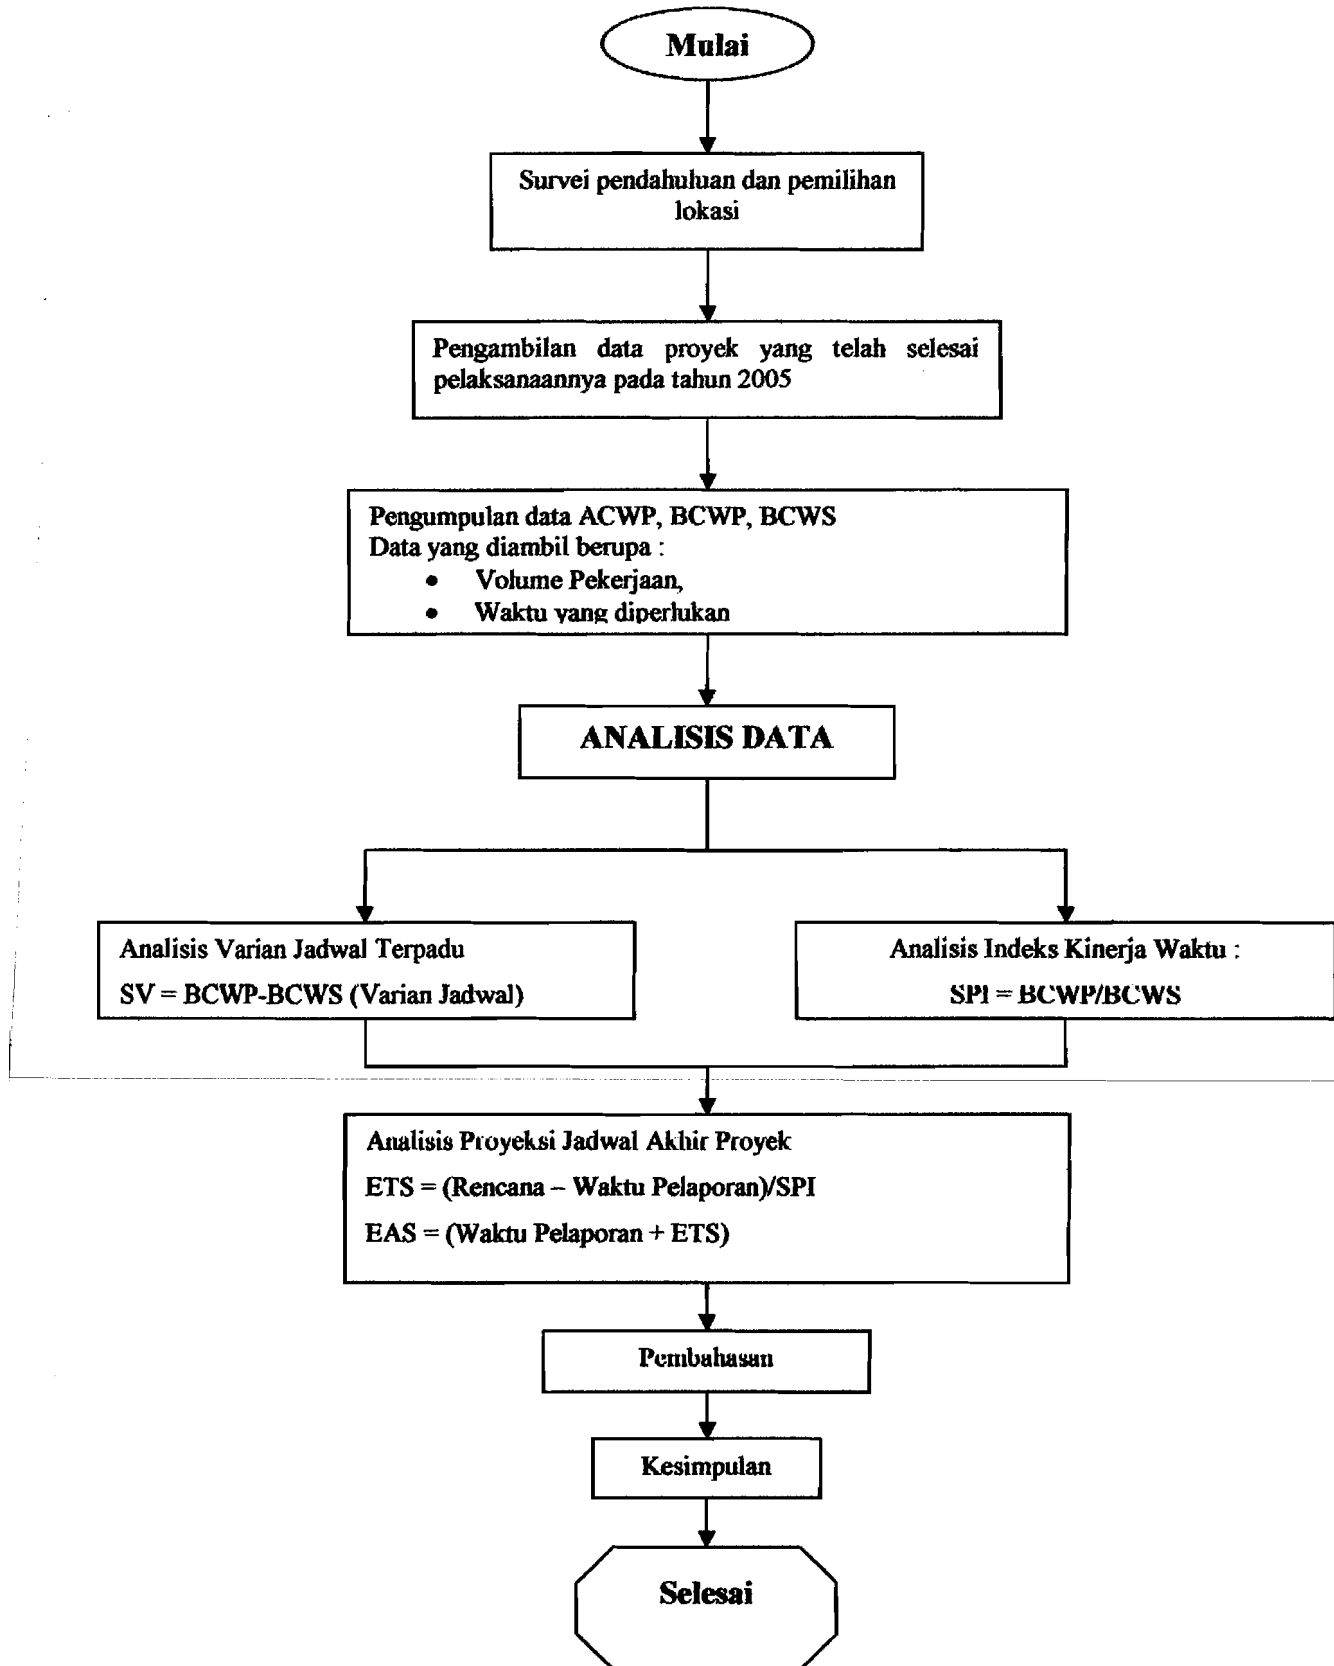 Mulai
Survei pendahuluan dan pemilihan
lokasi
Pengambilan data proyek yang telah selesai
pelaksanaannya pada tahun 2005
Pengumpulan data ACWP, BCWP, BCWS
Data yang diambil berupa :
• Volume Pekerjaan,
• Waktu yang diperlukan
ANALISIS DATA
Analisis Varian Jadwal Terpadu
SV = BCWP-BCWS (Varian Jadwal)
Analisis Indeks Kinerja Waktu :
SPI = BCWP/BCWS
Analisis Proyeksi Jadwal Akhir Proyek
ETS = (Rencana – Waktu Pelaporan)/SPI
EAS = (Waktu Pelaporan + ETS)
Pembahasan
Kesimpulan
Selesai